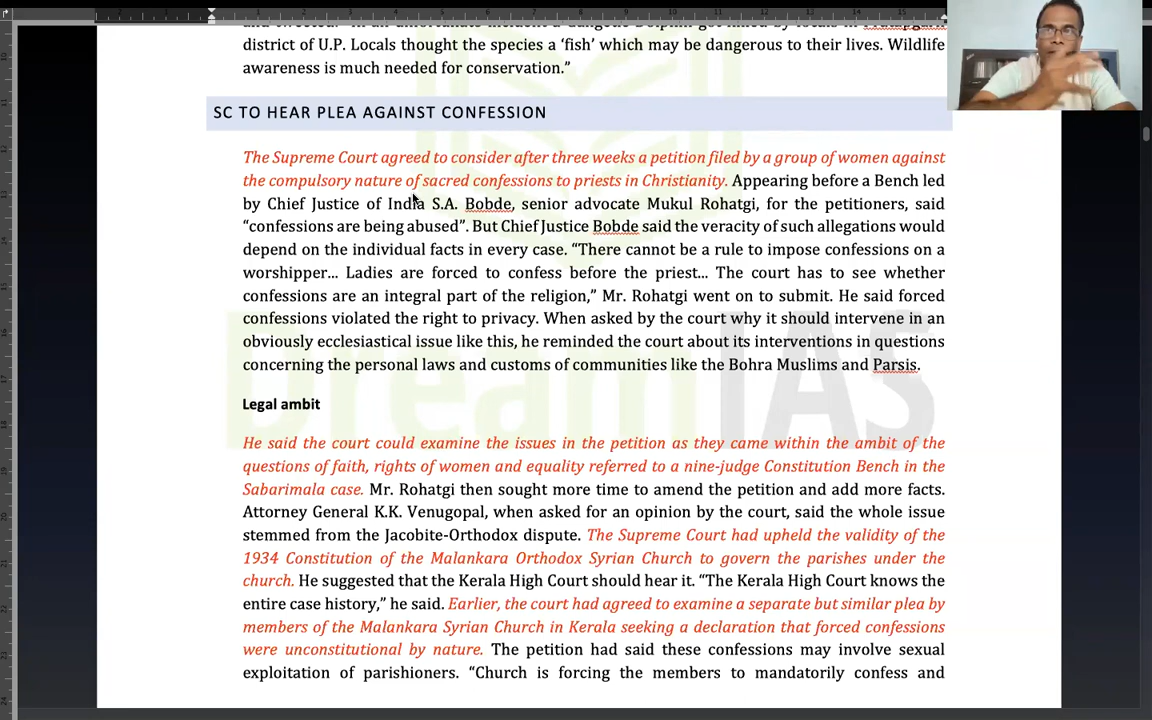 district of U.P. Locals thought the species a ‘fish’ which may be dangerous to their lives. Wildlife
awareness is much needed for conservation.”
SC TO HEAR PLEA AGAINST CONFESSION
The Supreme Court agreed to consider after three weeks a petition filed by a group of women against
the compulsory nature of sacred confessions to priests in Christianity. Appearing before a Bench led
by Chief Justice of India S.A. Bobde, senior advocate Mukul Rohatgi, for the petitioners, said
“confessions are being abused”. But Chief Justice Bobde said the veracity of such allegations would
depend on the individual facts in every case. “There cannot be a rule to impose confessions on a
worshipper... Ladies are forced to confess before the priest... The court has to see whether
confessions are an integral part of the religion,” Mr. Rohatgi went on to submit. He said forced
confessions violated the right to privacy. When asked by the court why it should intervene in an
obviously ecclesiastical issue like this, he reminded the court about its interventions in questions
concerning the personal laws and customs of communities like the Bohra Muslims and Parsis.
Legal ambit
He said the court could examine the issues in the petition as they came within the ambit of the
questions of faith, rights of women and equality referred to a nine-judge Constitution Bench in the
Sabarimala case. Mr. Rohatgi then sought more time to amend the petition and add more facts.
Attorney General K.K. Venugopal, when asked for an opinion by the court, said the whole issue
stemmed from the Jacobite-Orthodox dispute. The Supreme Court had upheld the validity of the
1934 Constitution of the Malankara Orthodox Syrian Church to govern the parishes under the
church. He suggested that the Kerala High Court should hear it. “The Kerala High Court knows the
entire case history,” he said. Earlier, the court had agreed to examine a separate but similar plea by
members of the Malankara Syrian Church in Kerala seeking a declaration that forced confessions
were unconstitutional by nature. The petition had said these confessions may involve sexual
exploitation of parishioners. “Church is forcing the members to mandatorily confess and
DreamIAS